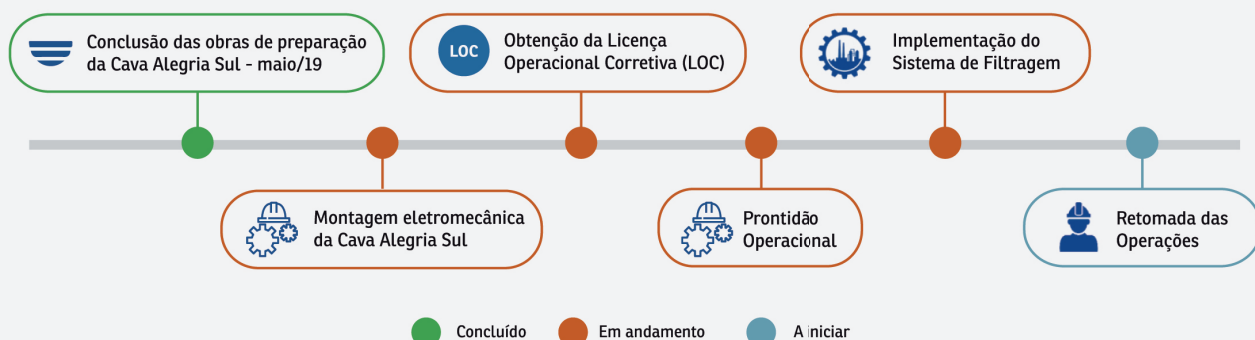 Conclusão das obras de preparação
da Cava Alegria Sul - maio/19
LOC
Obtenção da Licença
Operacional Corretiva (LOC)
Implementação do
Sistema de Filtragem
Montagem eletromecânica
da Cava Alegria Sul
Prontidão
Operacional
Retomada das
Operações
Concluído
Em andamento
A iniciar